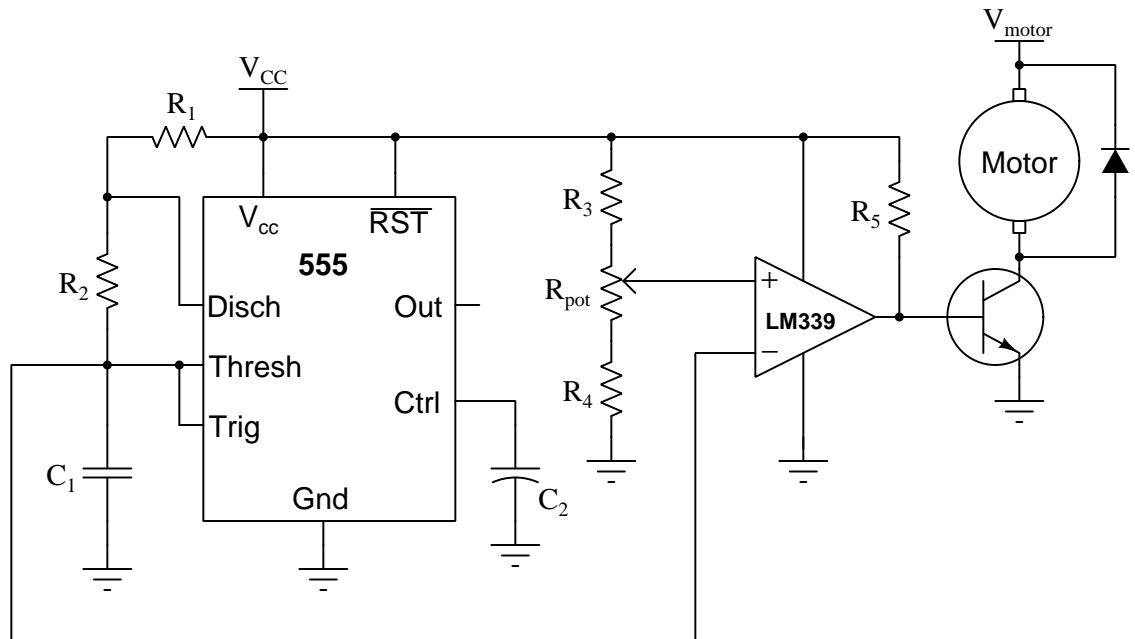 V_motor
V_CC
R_1
Motor
V_cc
RST
R_3
R_5
555
R_2
Disch
Out
R_pot
+
LM339
−
Thresh
Ctrl
R_4
Trig
C_1
Gnd
C_2